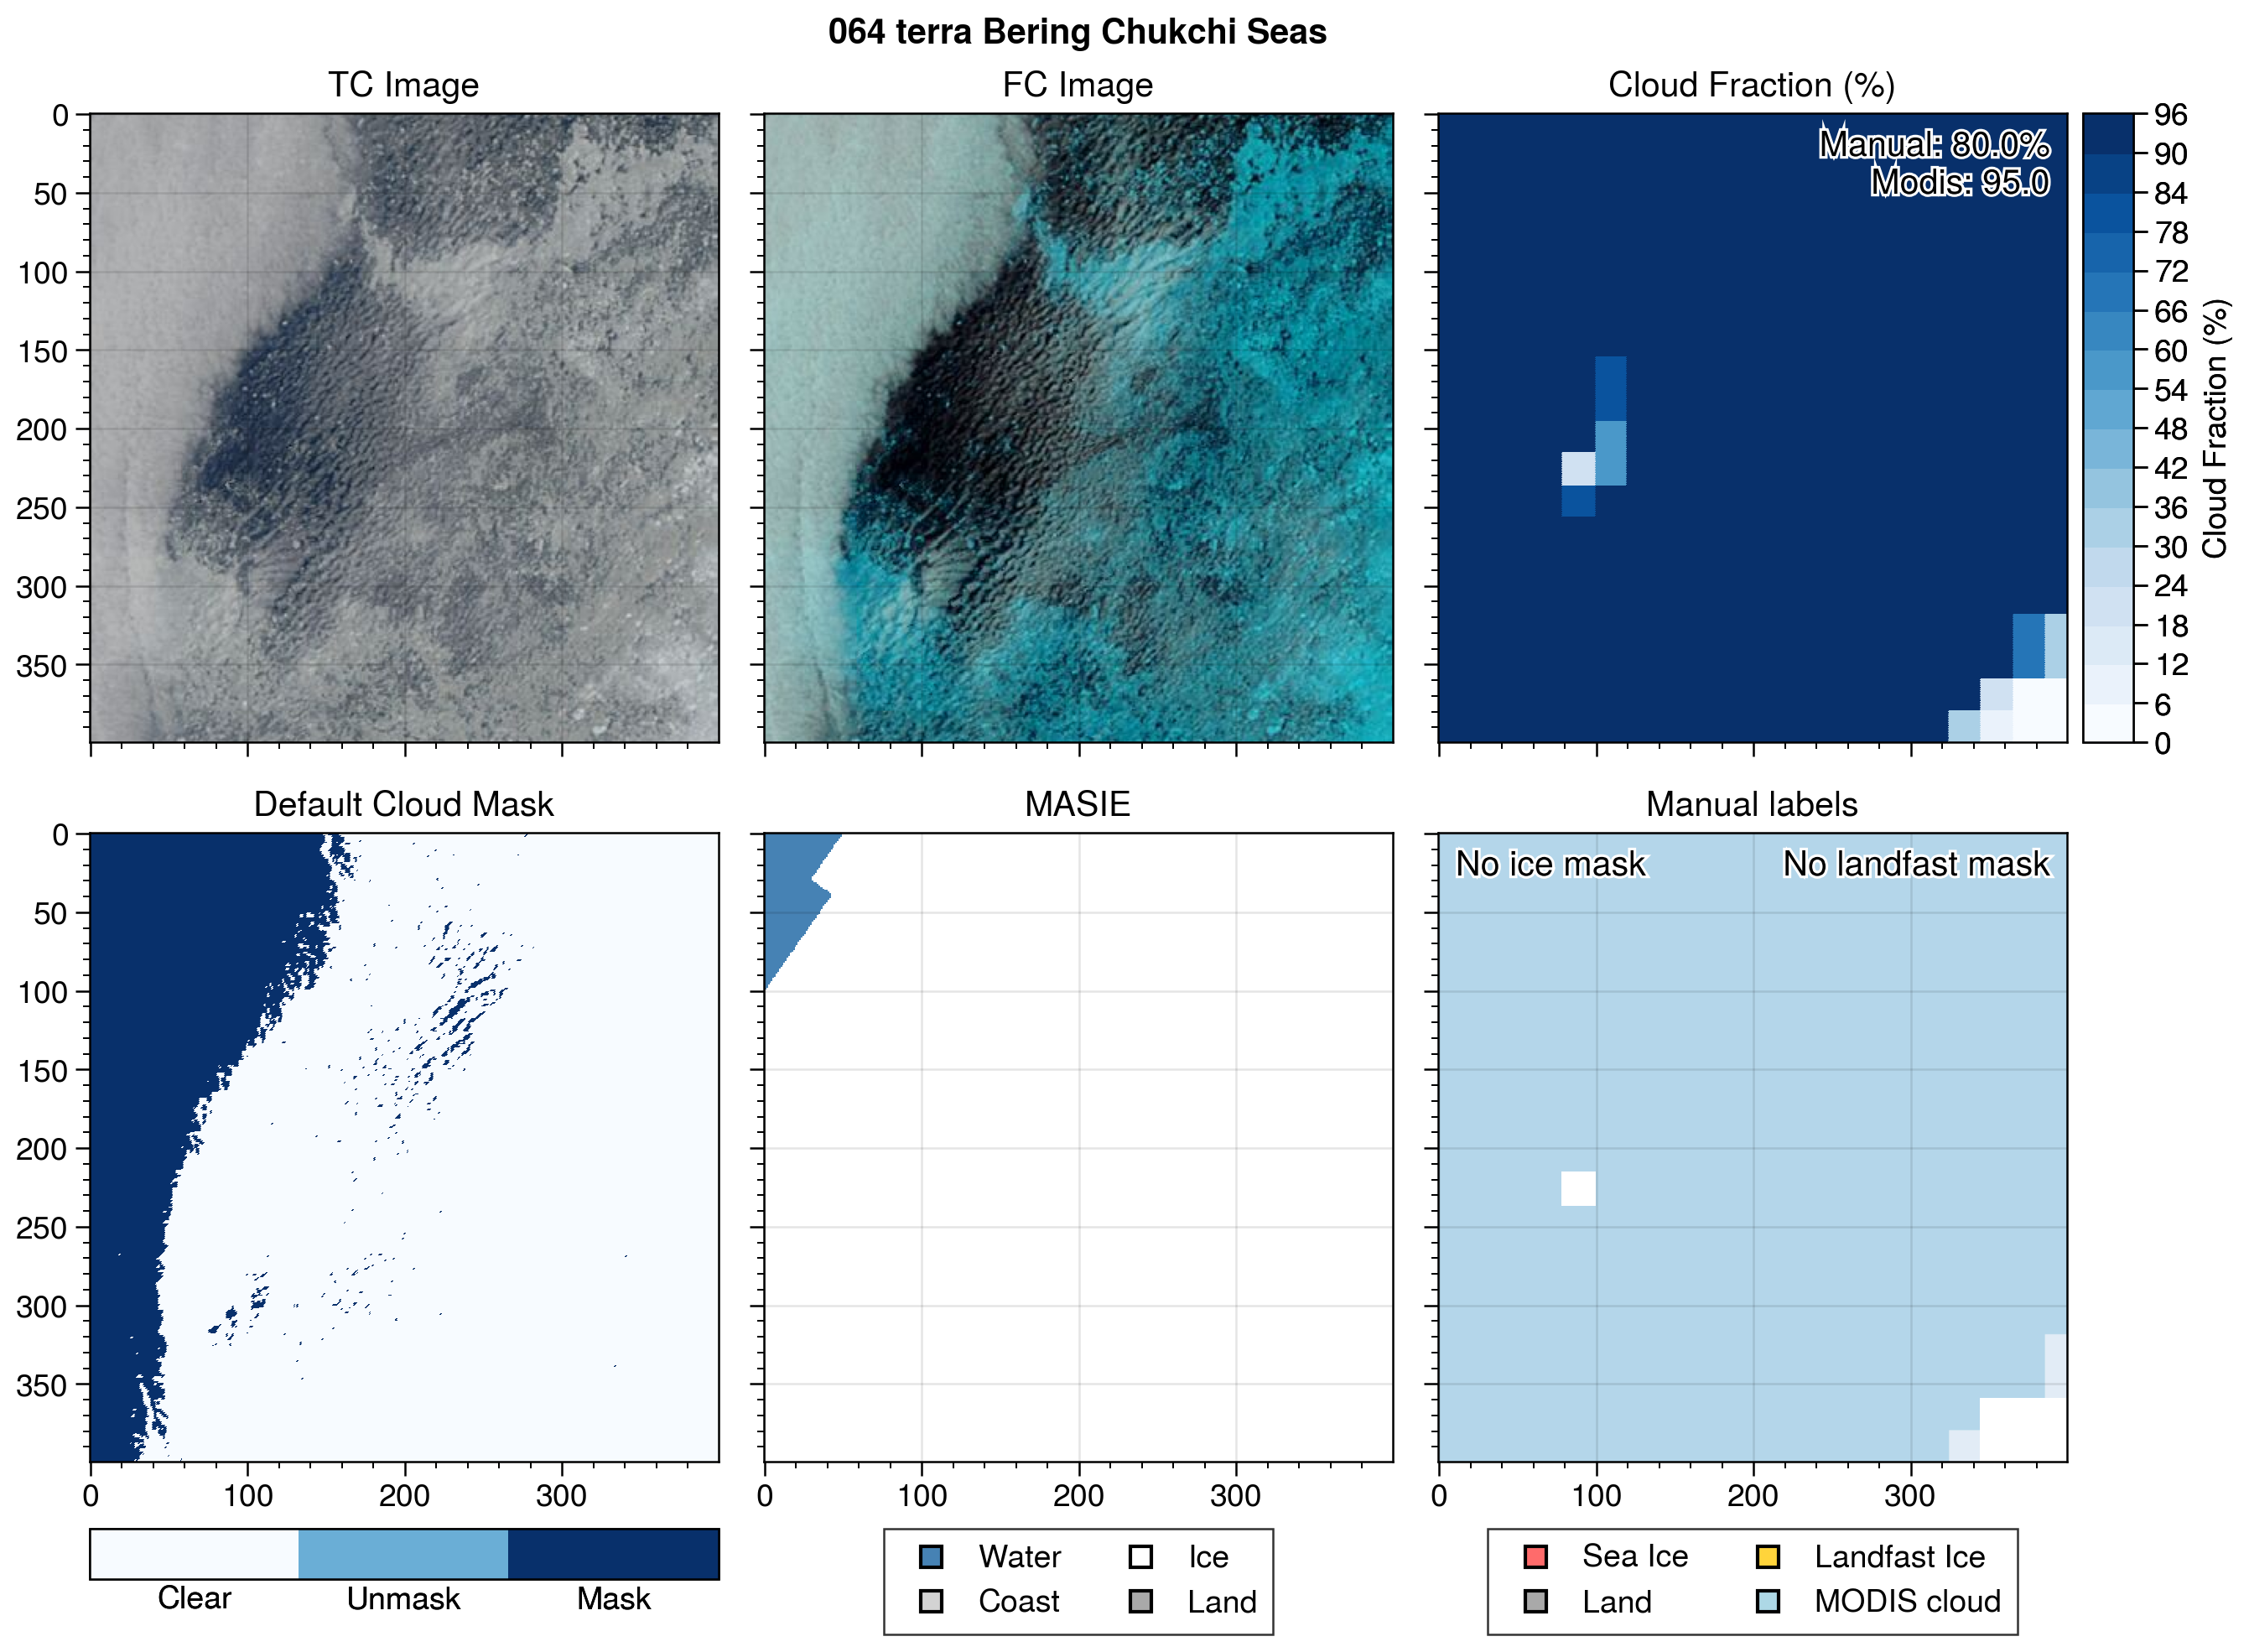 064 terra Bering Chukchi Seas
TC Image
FC Image
Cloud Fraction (%)
0
50
100
150
200
250
300
350
Manual: 80.0%
Modis: 95.0
96
90
84
78
72
66
60
54
48
42
36
30
24
18
12
6
0
Cloud Fraction (%)
Default Cloud Mask
MASIE
Manual labels
0
50
100
150
200
250
300
350
No ice mask
No landfast mask
0 100 200 300
0 100 200 300
0 100 200 300
Clear Unmask Mask
Water Ice
Coast Land
Sea Ice Landfast Ice
Land MODIS cloud